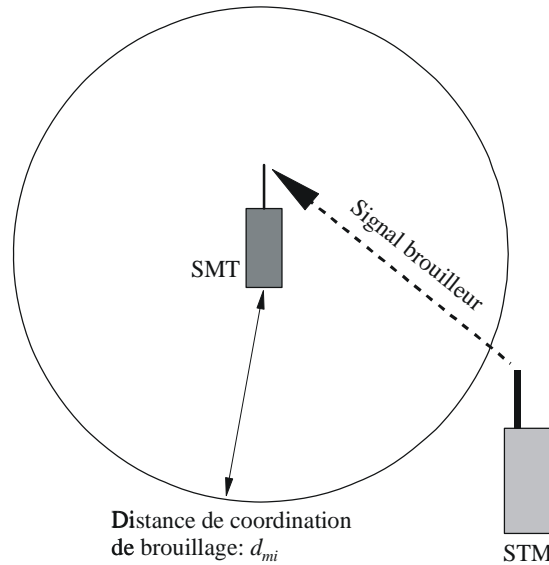 Signal brouilleur
SMT
Distance de coordination
de brouillage: dmi
STM